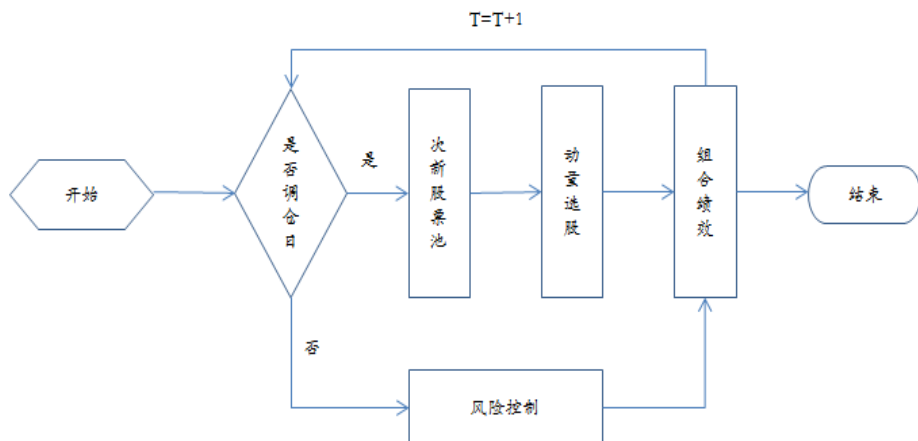 T=T+1
开始
是否调仓日
是
次新股票池
动量选股
组合绩效
结束
否
风险控制